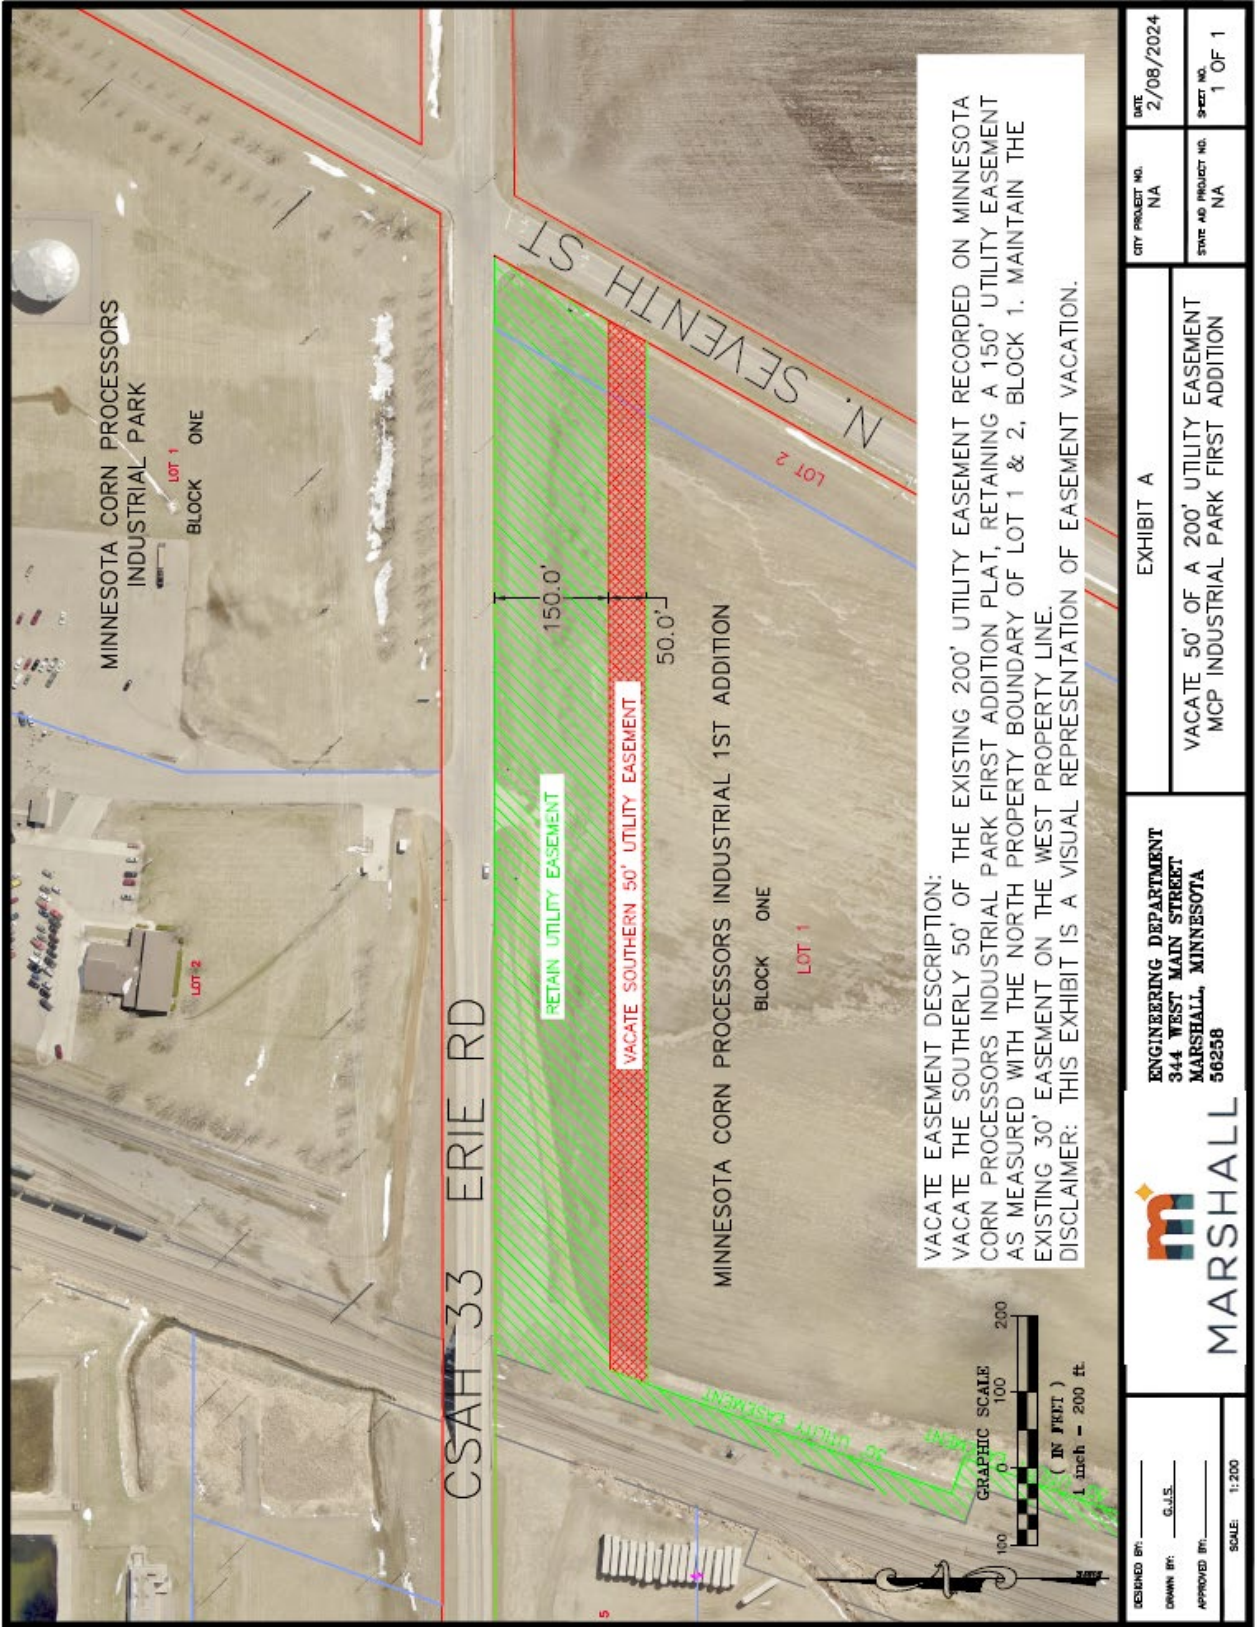 MINNESOTA CORN PROCESSORS
INDUSTRIAL PARK
LOT 1
BLOCK ONE
LOT 2
CSAH 33 ERIE RD
N. SEVENTH ST
150.0'
50.0'
RETAIN UTILITY EASEMENT
VACATE SOUTHERN 50' UTILITY EASEMENT
LOT 2
MINNESOTA CORN PROCESSORS INDUSTRIAL 1ST ADDITION
BLOCK ONE
LOT 1
30' UTILITY EASEMENT
EASEMENT
5
GRAPHIC SCALE
100 0 100 200
( IN FEET )
1 inch = 200 ft.
VACATE EASEMENT DESCRIPTION:
VACATE THE SOUTHERLY 50' OF THE EXISTING 200' UTILITY EASEMENT RECORDED ON MINNESOTA
CORN PROCESSORS INDUSTRIAL PARK FIRST ADDITION PLAT, RETAINING A 150' UTILITY EASEMENT
AS MEASURED WITH THE NORTH PROPERTY BOUNDARY OF LOT 1 & 2, BLOCK 1. MAINTAIN THE
EXISTING 30' EASEMENT ON THE WEST PROPERTY LINE.
DISCLAIMER: THIS EXHIBIT IS A VISUAL REPRESENTATION OF EASEMENT VACATION.
DESIGNED BY:
DRAWN BY: G.J.S.
APPROVED BY:
SCALE: 1:200
m
MARSHALL
ENGINEERING DEPARTMENT
344 WEST MAIN STREET
MARSHALL, MINNESOTA
56258
EXHIBIT A
VACATE 50' OF A 200' UTILITY EASEMENT
MCP INDUSTRIAL PARK FIRST ADDITION
CITY PROJECT NO.
NA
STATE AID PROJECT NO.
NA
DATE
2/08/2024
SHEET NO.
1 OF 1